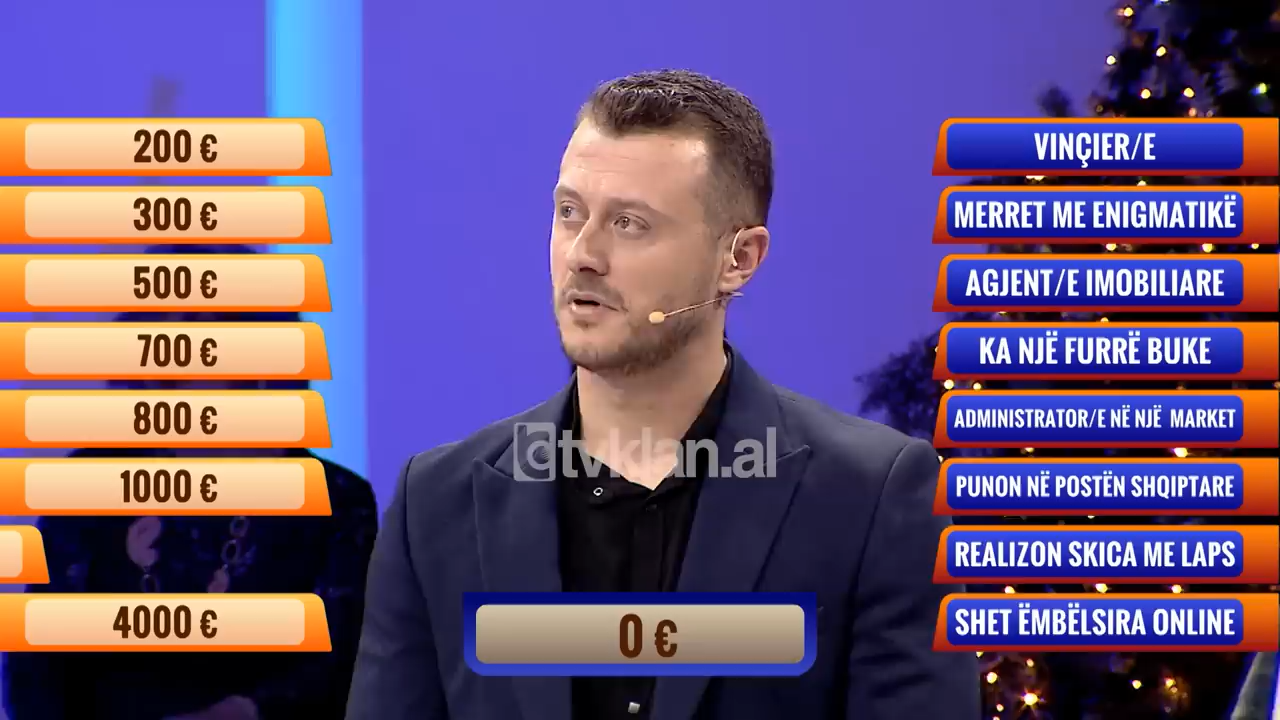 200 €
300 €
500 €
700 €
800 €
1000 €
4000 €
VINÇIER/E
MERRET ME ENIGMATIKË
AGJENT/E IMOBILIARE
KA NJË FURRË BUKE
ADMINISTRATOR/E NË NJË MARKET
PUNON NË POSTËN SHQIPTARE
REALIZON SKICA ME LAPS
SHET ËMBËLSIRA ONLINE
tvklan.al
0 €